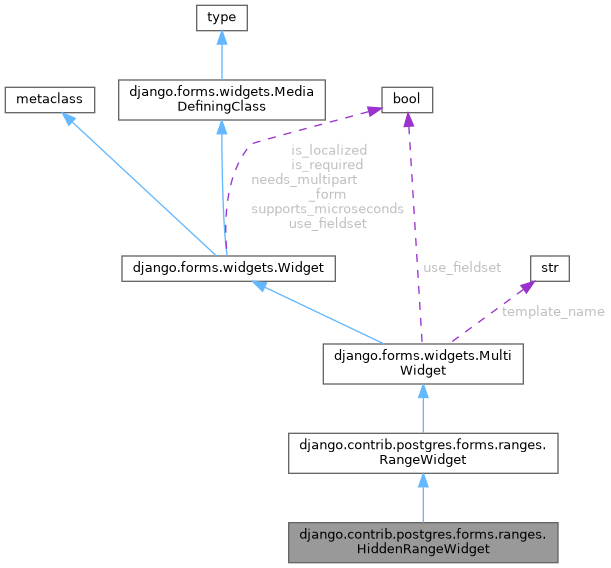 type
django.forms.widgets.Media
DefiningClass
metaclass
bool
is_localized
is_required
needs_multipart
_form
supports_microseconds
use_fieldset
django.forms.widgets.Widget
use_fieldset
str
template_name
django.forms.widgets.Multi
Widget
django.contrib.postgres.forms.ranges.
RangeWidget
django.contrib.postgres.forms.ranges.
HiddenRangeWidget